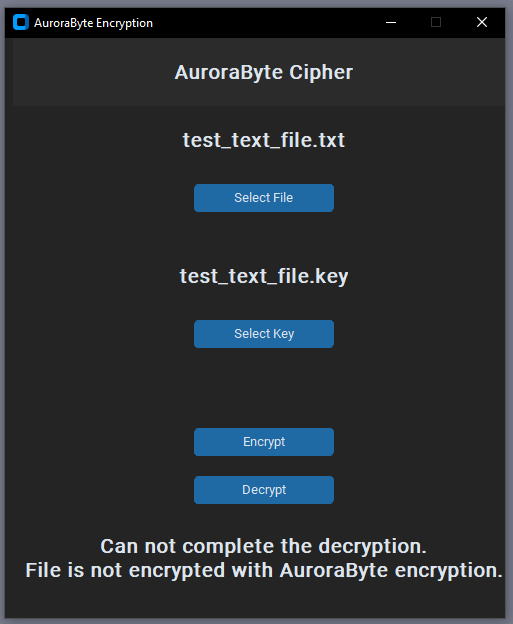 AuroraByte Encryption
AuroraByte Cipher
test_text_file.txt
Select File
test_text_file.key
Select Key
Encrypt
Decrypt
Can not complete the decryption.
File is not encrypted with AuroraByte encryption.